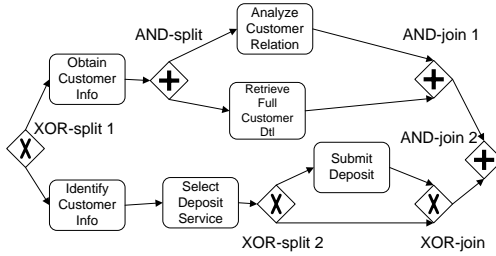 Analyze
Customer
Relation
AND-split
AND-join 1
Obtain
Customer
Info
Retrieve
Full
Customer
Dtl
XOR-split 1
AND-join 2
Submit
Deposit
Identify
Customer
Info
Select
Deposit
Service
XOR-split 2
XOR-join